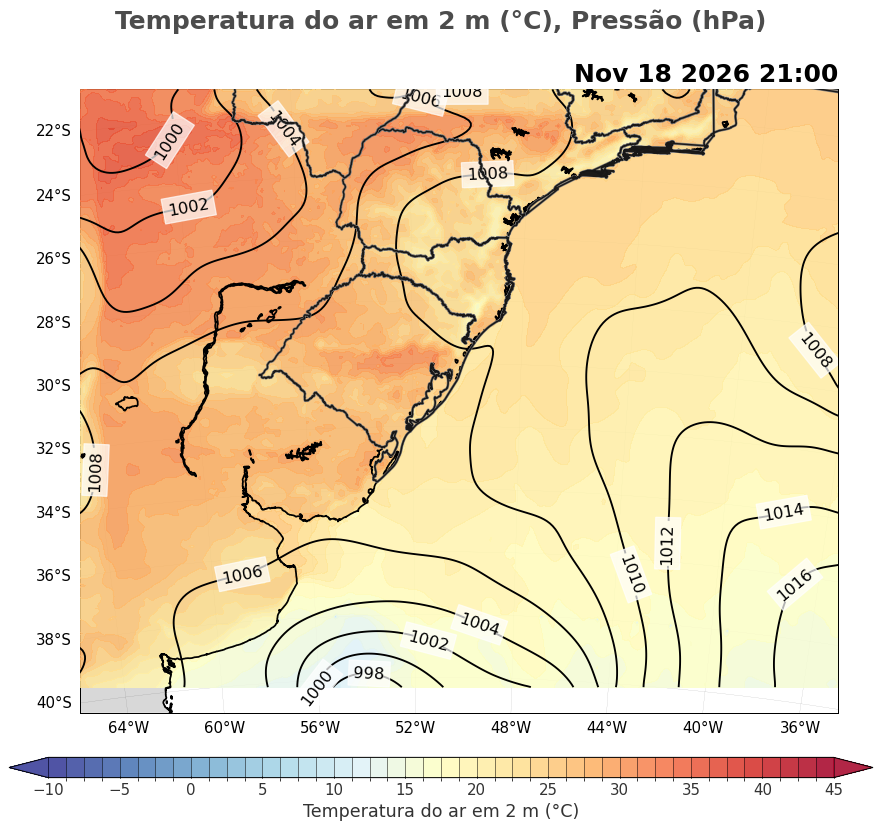 Temperatura do ar em 2 m (°C), Pressão (hPa)
Nov 18 2026 21:00
1006 1008
22°S 1000 1004
24°S 1002 1008
26°S
28°S
1008
30°S
32°S
1008
34°S 1014
1012
1010
36°S 1006 1016
1004
38°S 1002
1000 998
40°S
64°W 60°W 56°W 52°W 48°W 44°W 40°W 36°W
−10 −5 0 5 10 15 20 25 30 35 40 45
Temperatura do ar em 2 m (°C)